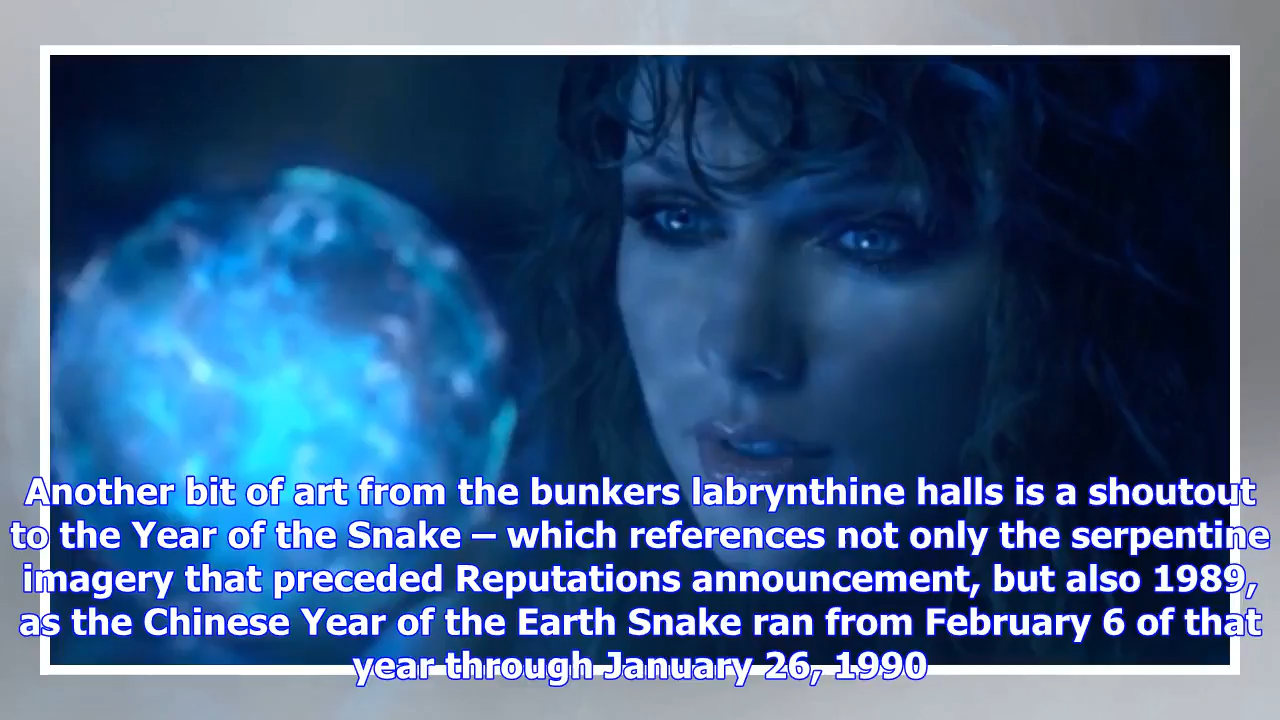 Another bit of art from the bunkers labrynthine halls is a shoutout
to the Year of the Snake – which references not only the serpentine
imagery that preceded Reputations announcement, but also 1989,
as the Chinese Year of the Earth Snake ran from February 6 of that
year through January 26, 1990